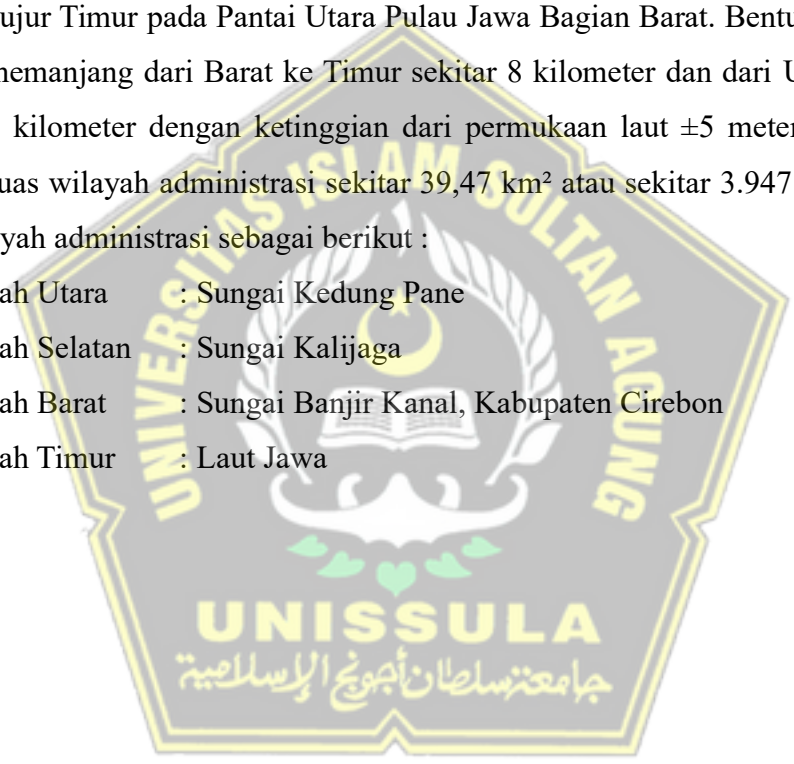 ujur Timur pada Pantai Utara Pulau Jawa Bagian Barat. Bentu
nemanjang dari Barat ke Timur sekitar 8 kilometer dan dari U
kilometer dengan ketinggian dari permukaan laut ±5 meter
uas wilayah administrasi sekitar 39,47 km² atau sekitar 3.947
yah administrasi sebagai berikut :
ah Utara : Sungai Kedung Pane
ah Selatan : Sungai Kalijaga
ah Barat : Sungai Banjir Kanal, Kabupaten Cirebon
ah Timur : Laut Jawa
UNIVERSITAS ISLAM SULTAN AGUNG
UNISSULA
جامعتسلطان أجونج الإسلامية